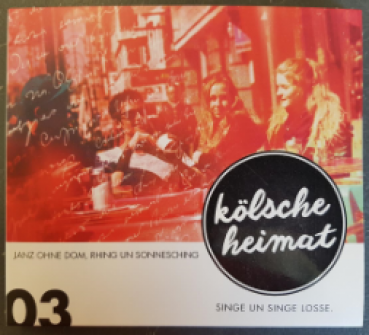 kölsche
heimat
JANZ OHNE DOM, RHING UN SONNESCHING
03
SINGE UN SINGE LOSSE.